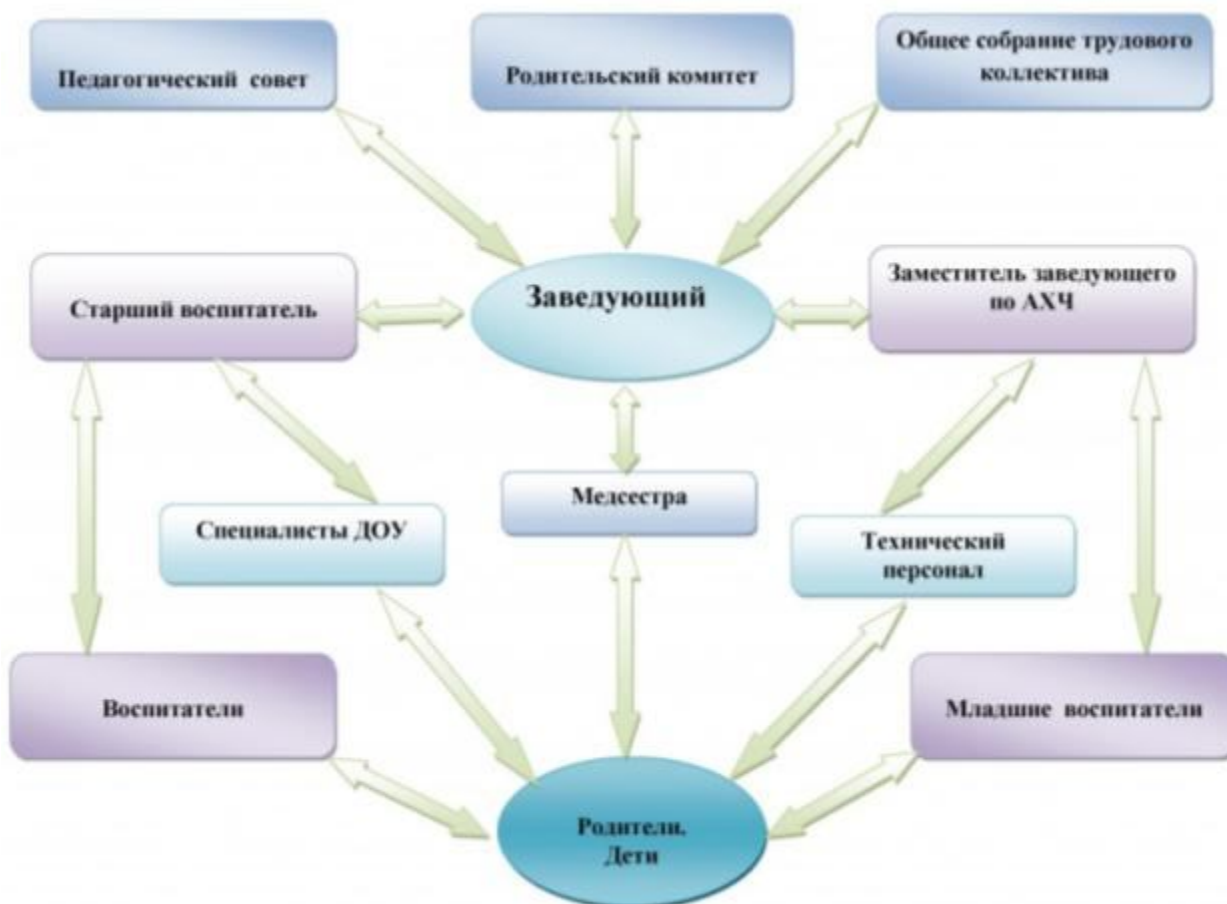 Педагогический совет
Родительский комитет
Общее собрание трудового
коллектива
Старший воспитатель
Заведующий
Заместитель заведующего
по АХЧ
Специалисты ДОУ
Медсестра
Технический
персонал
Воспитатели
Младшие воспитатели
Родители.
Дети